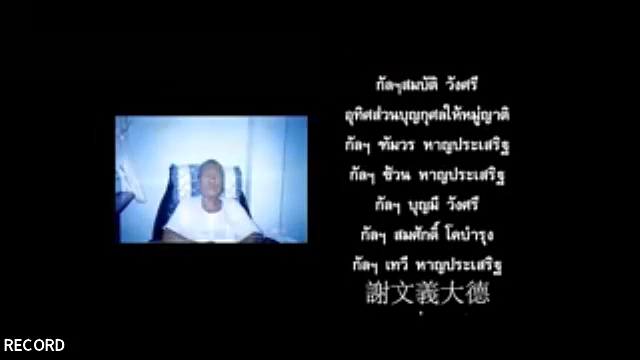 กัลฯสมบัติ วังศรี
อุทิศส่วนบุญกุศลให้หมู่ญาติ
กัลฯ ฑัมวร หาญประเสริฐ
กัลฯ ชัวน หาญประเสริฐ
กัลฯ บุญมี วังศรี
กัลฯ สมศักดิ์ โตบำรุง
กัลฯ เทวี หาญประเสริฐ
謝文義大德
RECORD